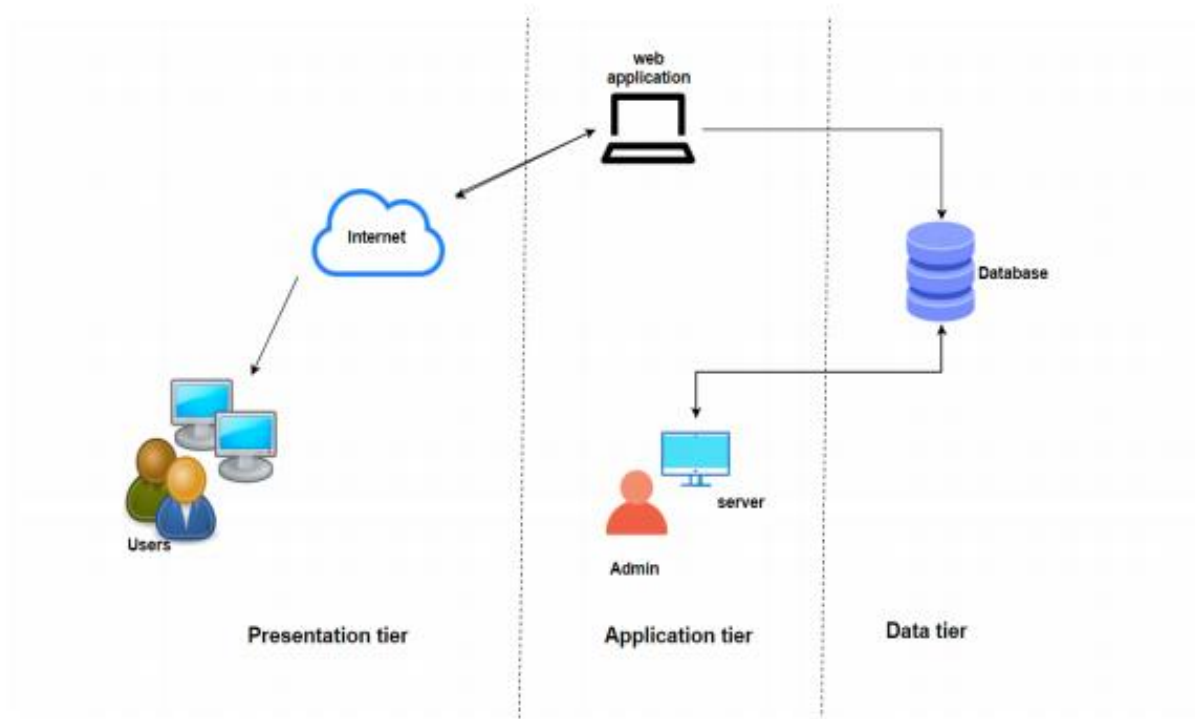 web
application
Internet
Database
server
Users
Admin
Presentation tier
Application tier
Data tier